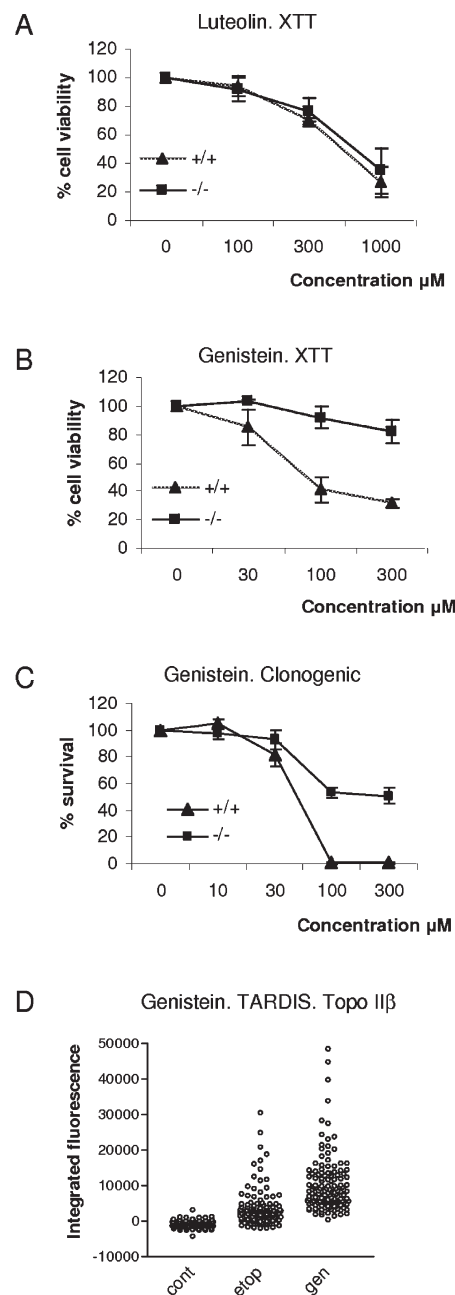 A
Luteolin. XTT
120
100
80
60
40
20
0
% cell viability
+/+
-/-
0 100 300 1000
Concentration µM
B
Genistein. XTT
120
100
80
60
40
20
0
% cell viability
+/+
-/-
0 30 100 300
Concentration µM
C
Genistein. Clonogenic
120
100
80
60
40
20
0
% survival
+/+
-/-
0 10 30 100 300
Concentration µM
D
Genistein. TARDIS. Topo IIβ
50000
40000
30000
20000
10000
0
-10000
Integrated fluorescence
cont etop gen